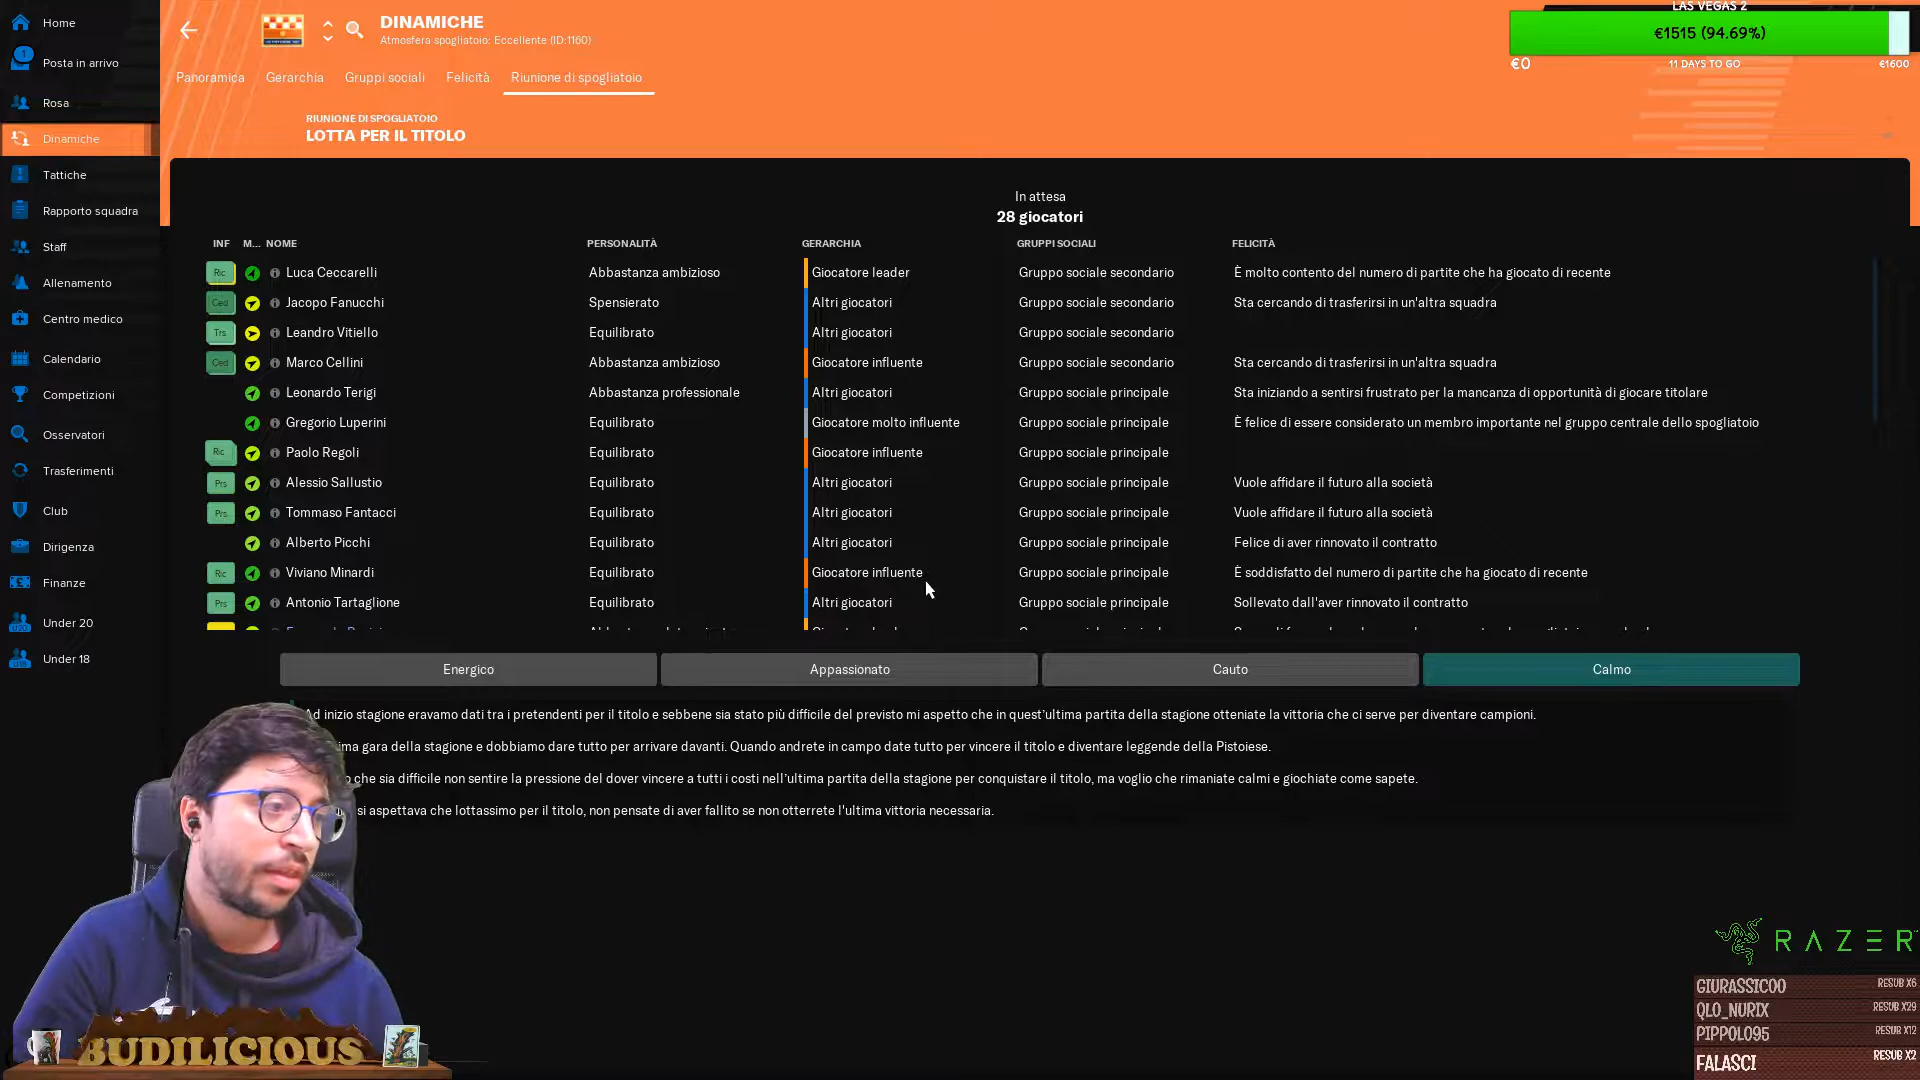 Home
1
Posta in arrivo
Rosa
Dinamiche
Tattiche
Rapporto squadra
Staff
Allenamento
Centro medico
Calendario
Competizioni
Osservatori
Trasferimenti
Club
Dirigenza
Finanze
Under 20
Under 18
DINAMICHE
Atmosfera spogliatoio: Eccellente (ID:1160)
Panoramica Gerarchia Gruppi sociali Felicità Riunione di spogliatoio
LAS VEGAS 2
€1515 (94.69%)
€0 11 DAYS TO GO €1600
RIUNIONE DI SPOGLIATOIO
LOTTA PER IL TITOLO
In attesa
28 giocatori
INF M... NOME PERSONALITÀ GERARCHIA GRUPPI SOCIALI FELICITÀ
Ric Luca Ceccarelli Abbastanza ambizioso Giocatore leader Gruppo sociale secondario È molto contento del numero di partite che ha giocato di recente
Ced Jacopo Fanucchi Spensierato Altri giocatori Gruppo sociale secondario Sta cercando di trasferirsi in un'altra squadra
Trs Leandro Vitiello Equilibrato Altri giocatori Gruppo sociale secondario
Ced Marco Cellini Abbastanza ambizioso Giocatore influente Gruppo sociale secondario Sta cercando di trasferirsi in un'altra squadra
Leonardo Terigi Abbastanza professionale Altri giocatori Gruppo sociale principale Sta iniziando a sentirsi frustrato per la mancanza di opportunità di giocare titolare
Gregorio Luperini Equilibrato Giocatore molto influente Gruppo sociale principale È felice di essere considerato un membro importante nel gruppo centrale dello spogliatoio
Ric Paolo Regoli Equilibrato Giocatore influente Gruppo sociale principale
Prs Alessio Sallustio Equilibrato Altri giocatori Gruppo sociale principale Vuole affidare il futuro alla società
Prs Tommaso Fantacci Equilibrato Altri giocatori Gruppo sociale principale Vuole affidare il futuro alla società
Alberto Picchi Equilibrato Altri giocatori Gruppo sociale principale Felice di aver rinnovato il contratto
Ric Viviano Minardi Equilibrato Giocatore influente Gruppo sociale principale È soddisfatto del numero di partite che ha giocato di recente
Prs Antonio Tartaglione Equilibrato Altri giocatori Gruppo sociale principale Sollevato dall'aver rinnovato il contratto
Energico Appassionato Cauto Calmo
Ad inizio stagione eravamo dati tra i pretendenti per il titolo e sebbene sia stato più difficile del previsto mi aspetto che in quest'ultima partita della stagione otteniate la vittoria che ci serve per diventare campioni.
gara della stagione e dobbiamo dare tutto per arrivare davanti. Quando andrete in campo date tutto per vincere il titolo e diventare leggende della Pistoiese.
che sia difficile non sentire la pressione del dover vincere a tutti i costi nell'ultima partita della stagione per conquistare il titolo, ma voglio che rimaniate calmi e giochiate come sapete.
si aspettava che lottassimo per il titolo, non pensate di aver fallito se non otterrete l'ultima vittoria necessaria.
BUDILICIOUS
RAZER
GIURASSICOO RESUB X6
QLO_NURIX RESUB X29
PIPPOLO95 RESUB X12
FALASCI RESUB X2